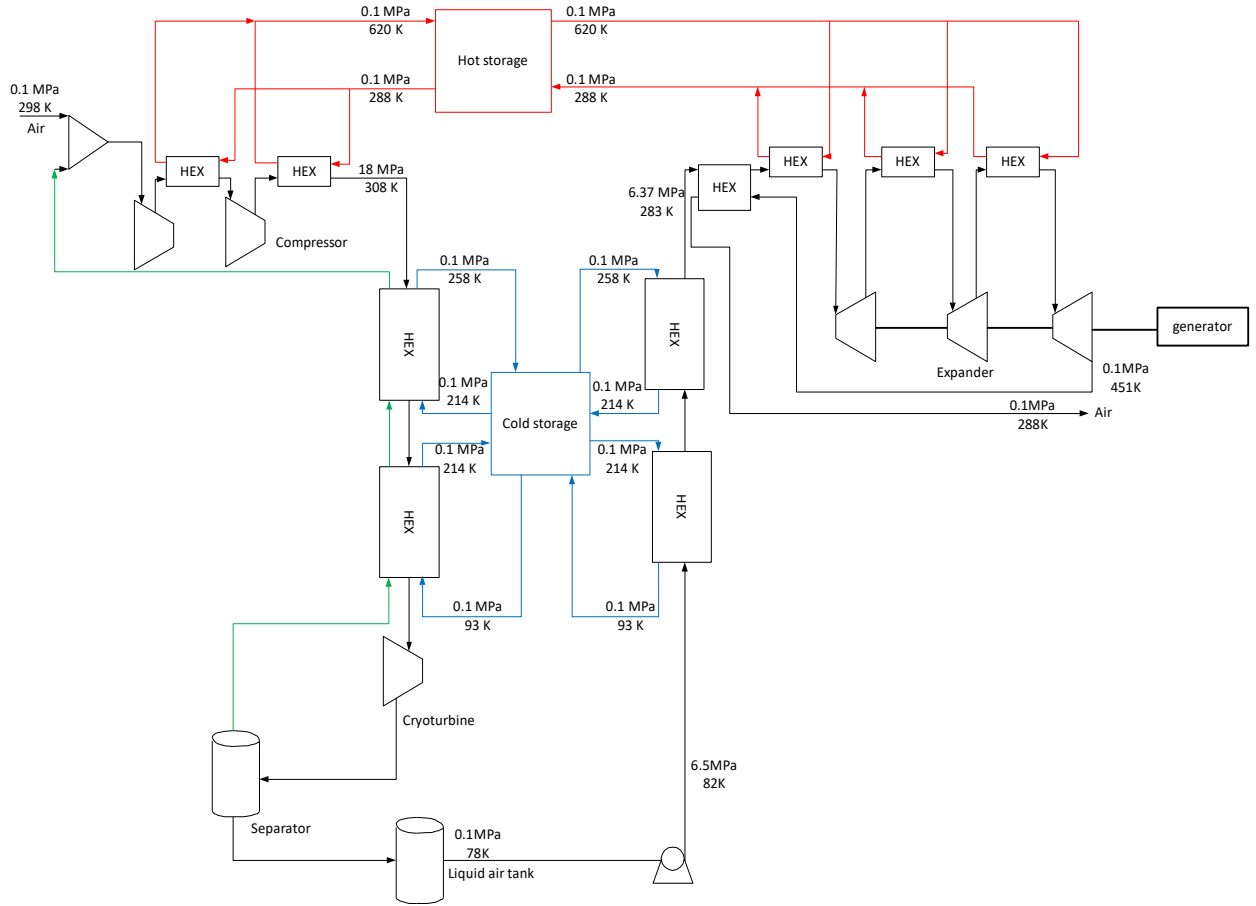 0.1 MPa
620 K
Hot storage
0.1 MPa
620 K
0.1 MPa
288 K
0.1 MPa
288 K
0.1 MPa
298 K
Air
HEX
HEX
18 MPa
308 K
Compressor
6.37 MPa
283 K
HEX
HEX
HEX
HEX
0.1 MPa
258 K
HEX
0.1 MPa
258 K
HEX
generator
Expander
0.1MPa
451K
0.1MPa
288K
Air
0.1 MPa
214 K
Cold storage
0.1 MPa
214 K
0.1 MPa
214 K
0.1 MPa
214 K
HEX
HEX
0.1 MPa
93 K
0.1 MPa
93 K
Cryoturbine
6.5MPa
82K
Separator
0.1MPa
78K
Liquid air tank